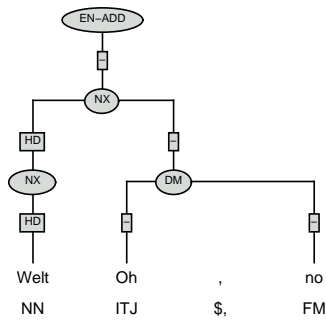 EN–ADD
–
NX
HD –
NX DM
HD – –
Welt Oh , no
NN ITJ $, FM